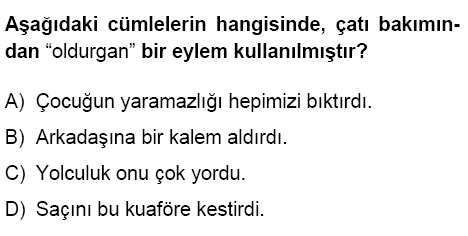 Aşağıdaki cümlelerin hangisinde, çatı bakımın-
dan “oldurgan” bir eylem kullanılmıştır?
A) Çocuğun yaramazlığı hepimizi bıktırdı.
B) Arkadaşına bir kalem aldırdı.
C) Yolculuk onu çok yordu.
D) Saçını bu kuaföre kestirdi.